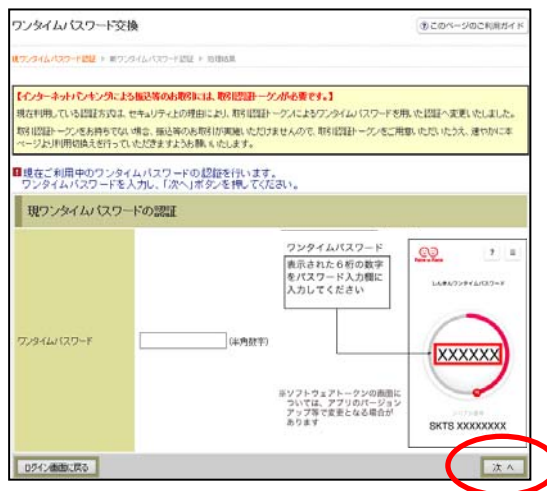 ワンタイムパスワード交換
このページのご利用ガイド
現ワンタイムパスワード認証 > 新ワンタイムパスワード認証 > 処理結果
【インターネットバンキングによる振込等のお取引には、取引認証トークンが必要です。】
現在利用している認証方式は、セキュリティ上の理由により、取引認証トークンによるワンタイムパスワードを用いた認証へ変更いたしました。
取引認証トークンをお持ちでない場合、振込等のお取引が実施いただけませんので、取引認証トークンをご用意いただいたうえ、速やかに本
ページより利用切換えを行っていただきますようお願いいたします。
現在ご利用中のワンタイムパスワードの認証を行います。
ワンタイムパスワードを入力し、「次へ」ボタンを押してください。
現ワンタイムパスワードの認証
ワンタイムパスワード
(半角数字)
ワンタイムパスワード
表示された６桁の数字
をパスワード入力欄に
入力してください
※ソフトウェアトークンの画面に
ついては、アプリのバージョン
アップ等で変更となる場合が
あります
?
≡
しんきんワンタイムパスワード
XXXXXX
シリアル番号
SKTS XXXXXXXX
ログイン画面に戻る
次 へ